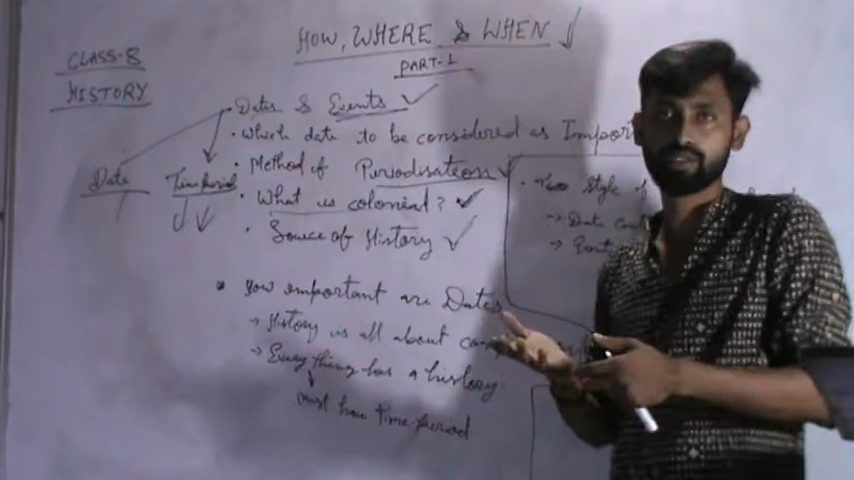 HOW, WHERE & WHEN
PART-1
CLASS-8
HISTORY
Dates & Events
Date
Time period
• Which date to be considered as
• Method of Periodisation
• What is colonial?
• Source of History
• How important are Dates
→ History is all about
→ Every thing has a history.
Must have time-period
Style of
→ Date
→